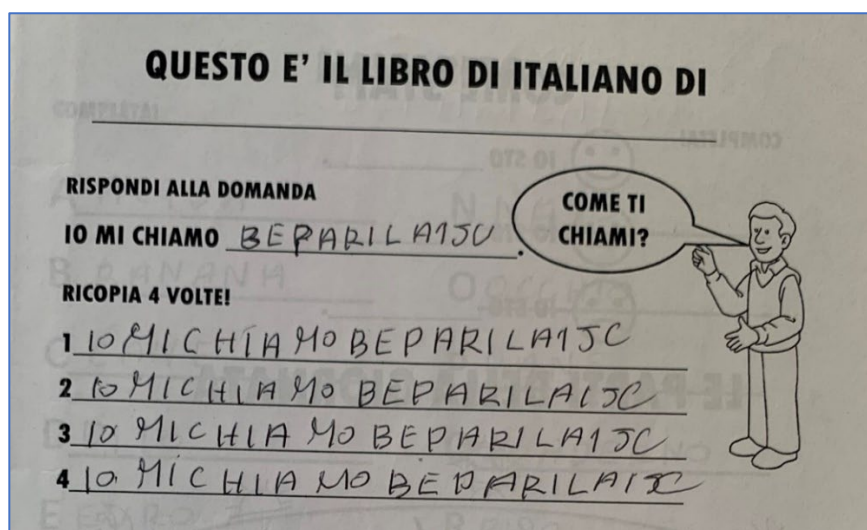 QUESTO E' IL LIBRO DI ITALIANO DI
RISPONDI ALLA DOMANDA
IO MI CHIAMO BEPARILAIJU.
COME TI
CHIAMI?
RICOPIA 4 VOLTE!
1 IO MI CHIAMO BEPARILAIJC
2 IO MI CHIAMO BEPARILAIJC
3 IO MI CHIAMO BEPARILAIJC
4 IO MI CHIAMO BEPARILAIJC